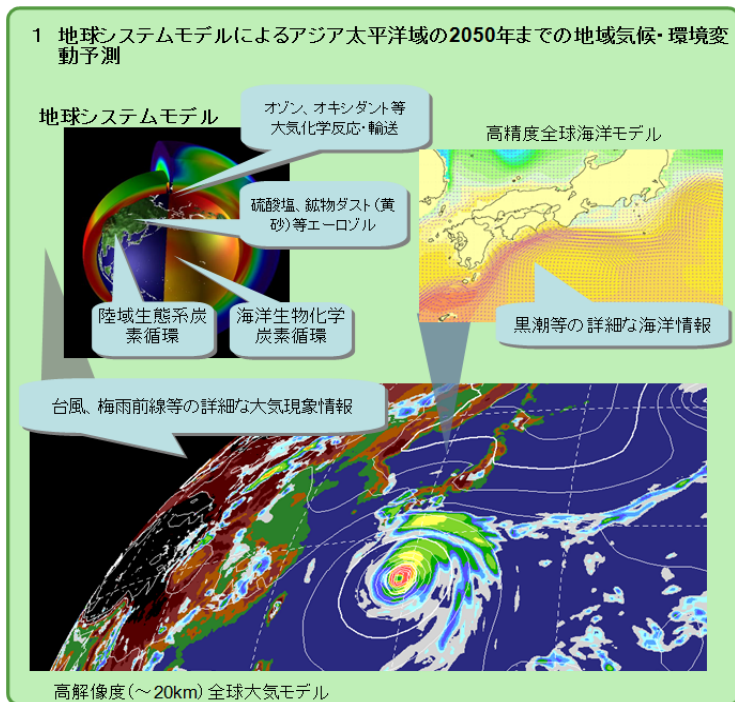 1 地球システムモデルによるアジア太平洋域の2050年までの地域気候・環境変
動予測
地球システムモデル
オゾン、オキシダント等
大気化学反応・輸送
高精度全球海洋モデル
硫酸塩、鉱物ダスト(黄
砂)等エーロゾル
陸域生態系炭
素循環
海洋生物化学
炭素循環
黒潮等の詳細な海洋情報
台風、梅雨前線等の詳細な大気現象情報
高解像度(～20km)全球大気モデル